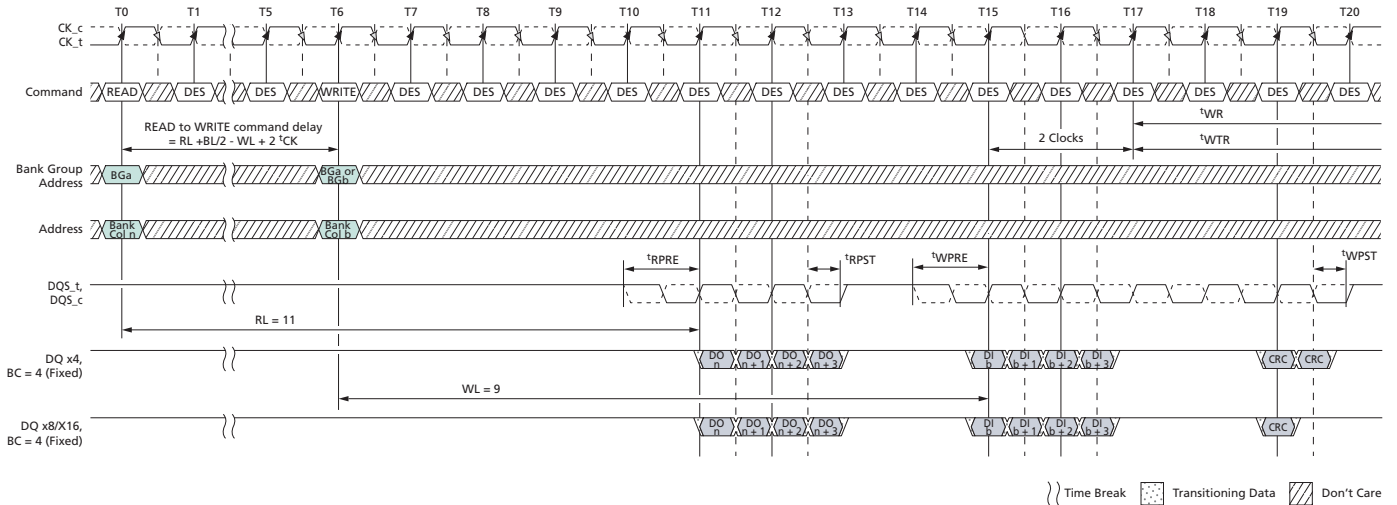 T0 T1 T5 T6 T7 T8 T9 T10 T11 T12 T13 T14 T15 T16 T17 T18 T19 T20
CK_c
CK_t
Command READ DES DES WRITE DES DES DES DES DES DES DES DES DES DES DES DES DES DES
READ to WRITE command delay
= RL +BL/2 - WL + 2 tCK
tWR
2 Clocks
tWTR
Bank Group
Address
BGa
BGa or
BGb
Address
Bank
Col n
Bank
Col b
tRPRE tRPST tWPRE tWPST
DQS_t,
DQS_c
RL = 11
DQ x4,
BC = 4 (Fixed)
DO
n
DO
n + 1
DO
n + 2
DO
n + 3
DI
b
DI
b + 1
DI
b + 2
DI
b + 3
CRC CRC
WL = 9
DQ x8/X16,
BC = 4 (Fixed)
DO
n
DO
n + 1
DO
n + 2
DO
n + 3
DI
b
DI
b + 1
DI
b + 2
DI
b + 3
CRC
Time Break Transitioning Data Don't Care